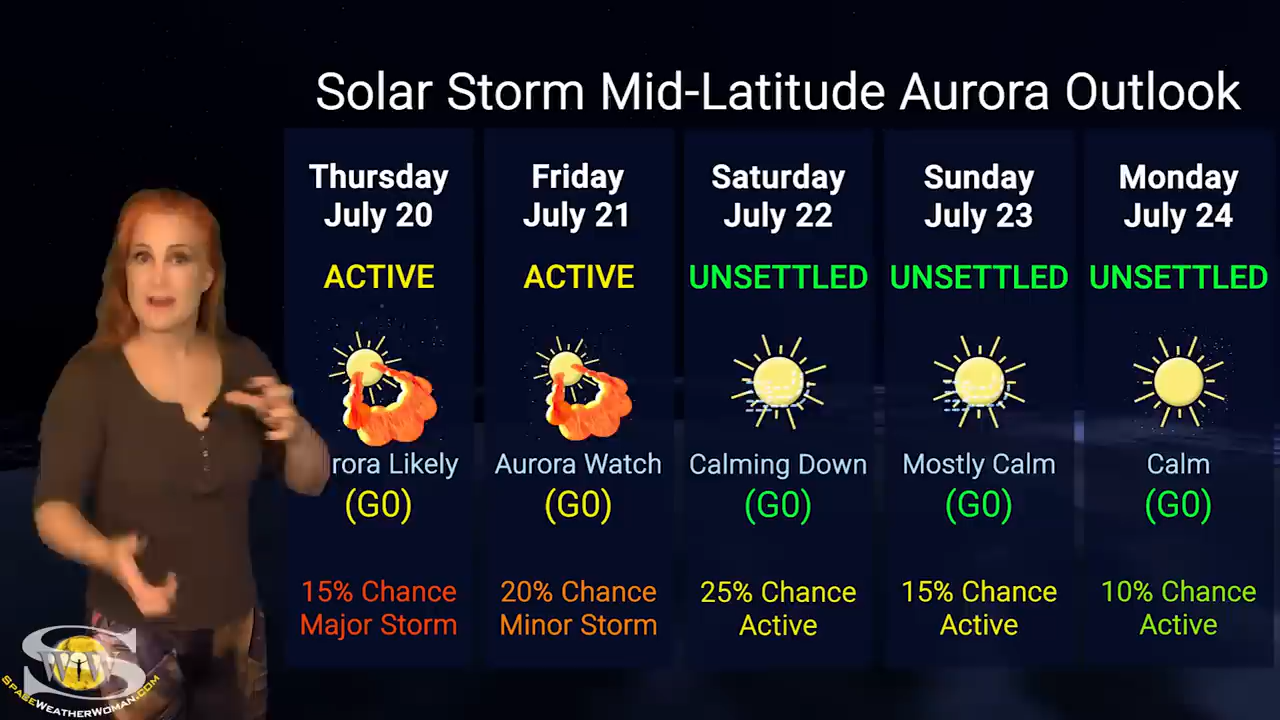 Solar Storm Mid-Latitude Aurora Outlook
Thursday
July 20
ACTIVE
rora Likely
(G0)
15% Chance
Major Storm
Friday
July 21
ACTIVE
Aurora Watch
(G0)
20% Chance
Minor Storm
Saturday
July 22
UNSETTLED
Calming Down
(G0)
25% Chance
Active
Sunday
July 23
UNSETTLED
Mostly Calm
(G0)
15% Chance
Active
Monday
July 24
UNSETTLED
Calm
(G0)
10% Chance
Active
S
WW
SPACEWEATHERWOMAN.COM